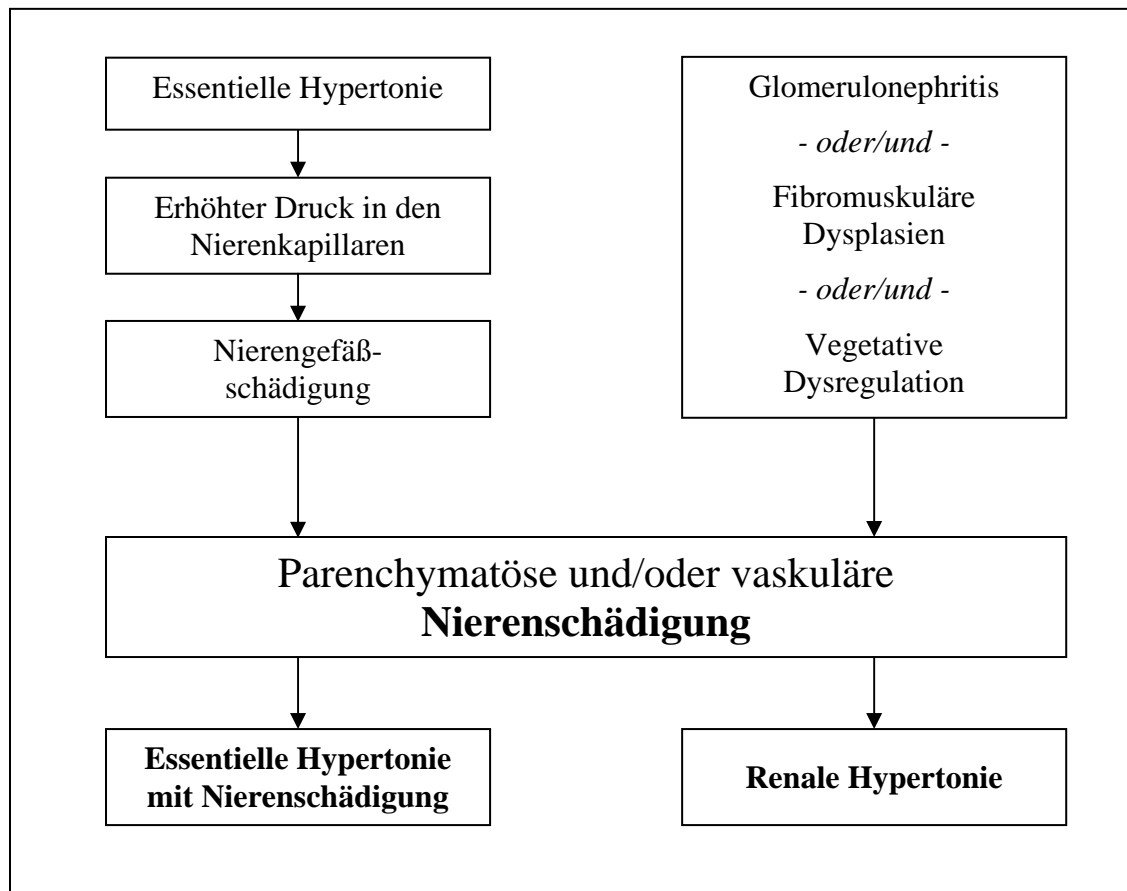 Essentielle Hypertonie
Erhöhter Druck in den
Nierenkapillaren
Nierengefäß-
schädigung
Glomerulonephritis
- oder/und -
Fibromuskuläre
Dysplasien
- oder/und -
Vegetative
Dysregulation
Parenchymatöse und/oder vaskuläre
Nierenschädigung
Essentielle Hypertonie
mit Nierenschädigung
Renale Hypertonie